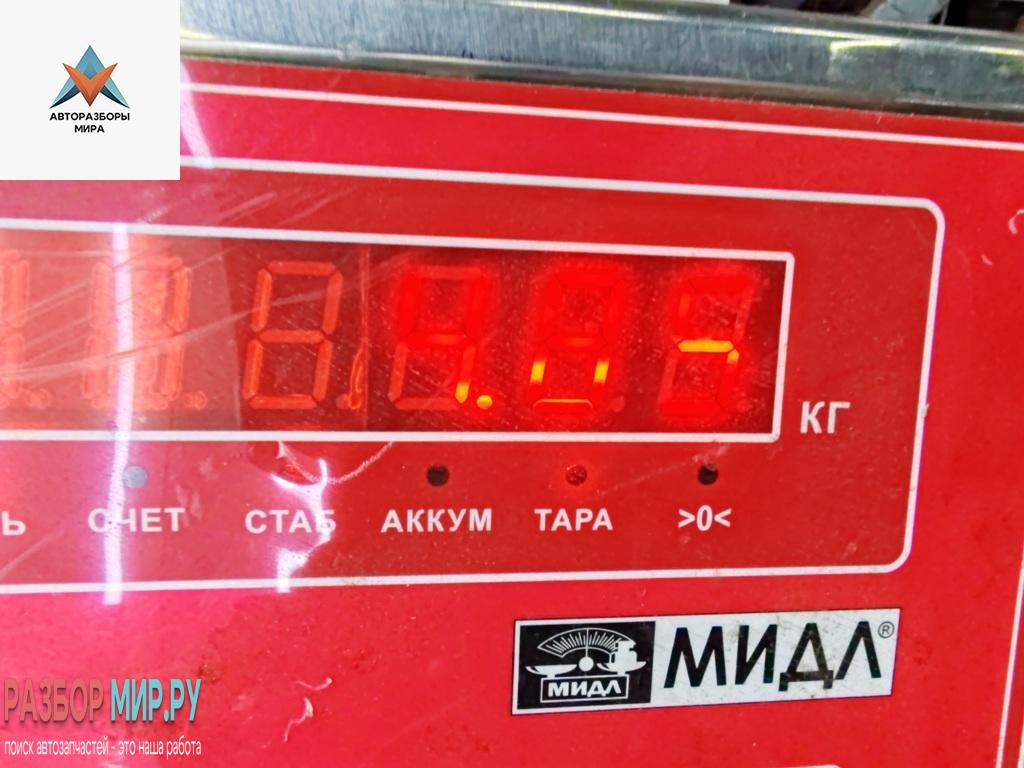 АВТОРАЗБОРЫ
МИРА
4.05
КГ
Ь СЧЕТ СТАБ АККУМ ТАРА >0<
МИДЛ МИДЛ®
РАЗБОР МИР.РУ
поиск автозапчастей - это наша работа